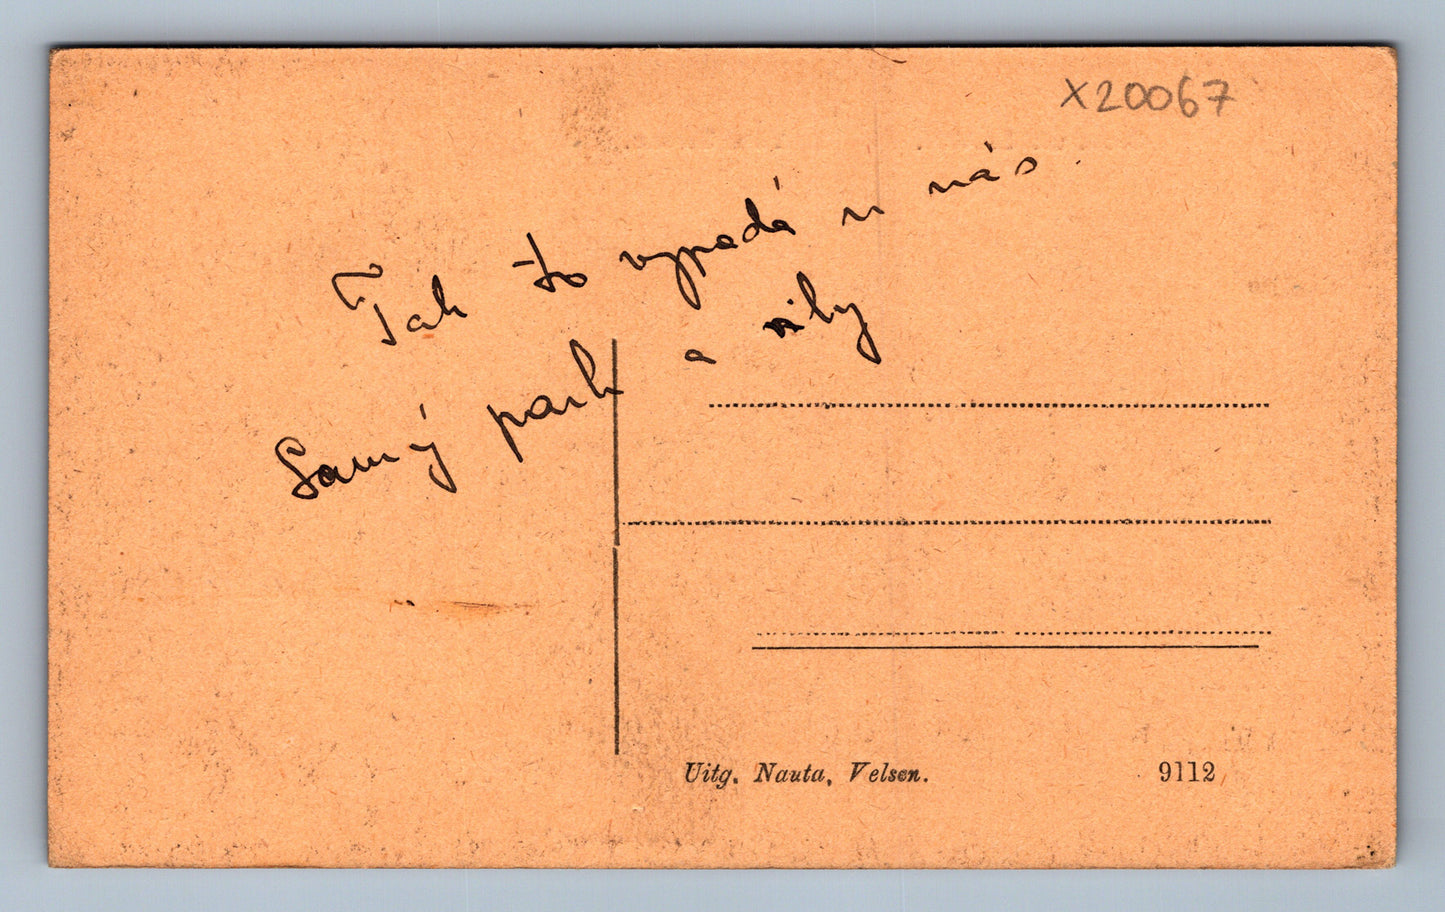 X20067
Tak to vypadá u nás.
Samý park a vily
Uitg. Nauta, Velsen.
9112